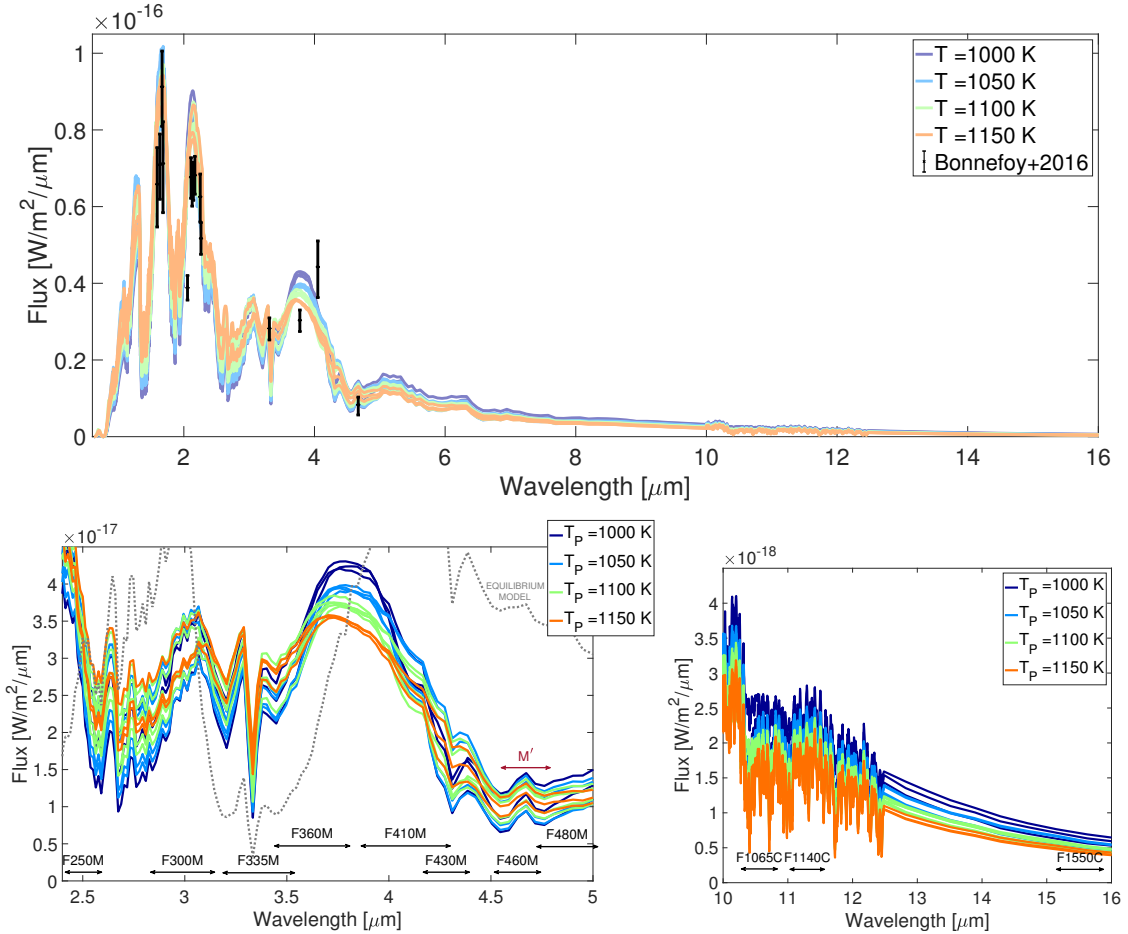 ×10⁻¹⁶
1
0.8
0.6
0.4
0.2
0
Flux [W/m²/μm]
2
4
6
8
10
12
14
16
Wavelength [μm]
T =1000 K
T =1050 K
T =1100 K
T =1150 K
Bonnefoy+2016
×10⁻¹⁷
4
3.5
3
2.5
2
1.5
1
0.5
0
Flux [W/m²/μm]
2.5
3
3.5
4
4.5
5
Wavelength [μm]
T_P =1000 K
T_P =1050 K
T_P =1100 K
T_P =1150 K
EQUILIBRIUM
MODEL
M′
F360M
F410M
F480M
F250M
F300M
F335M
F430M
F460M
×10⁻¹⁸
4
3.5
3
2.5
2
1.5
1
0.5
0
Flux [W/m²/μm]
10
11
12
13
14
15
16
Wavelength [μm]
T_P =1000 K
T_P =1050 K
T_P =1100 K
T_P =1150 K
F1065C
F1140C
F1550C